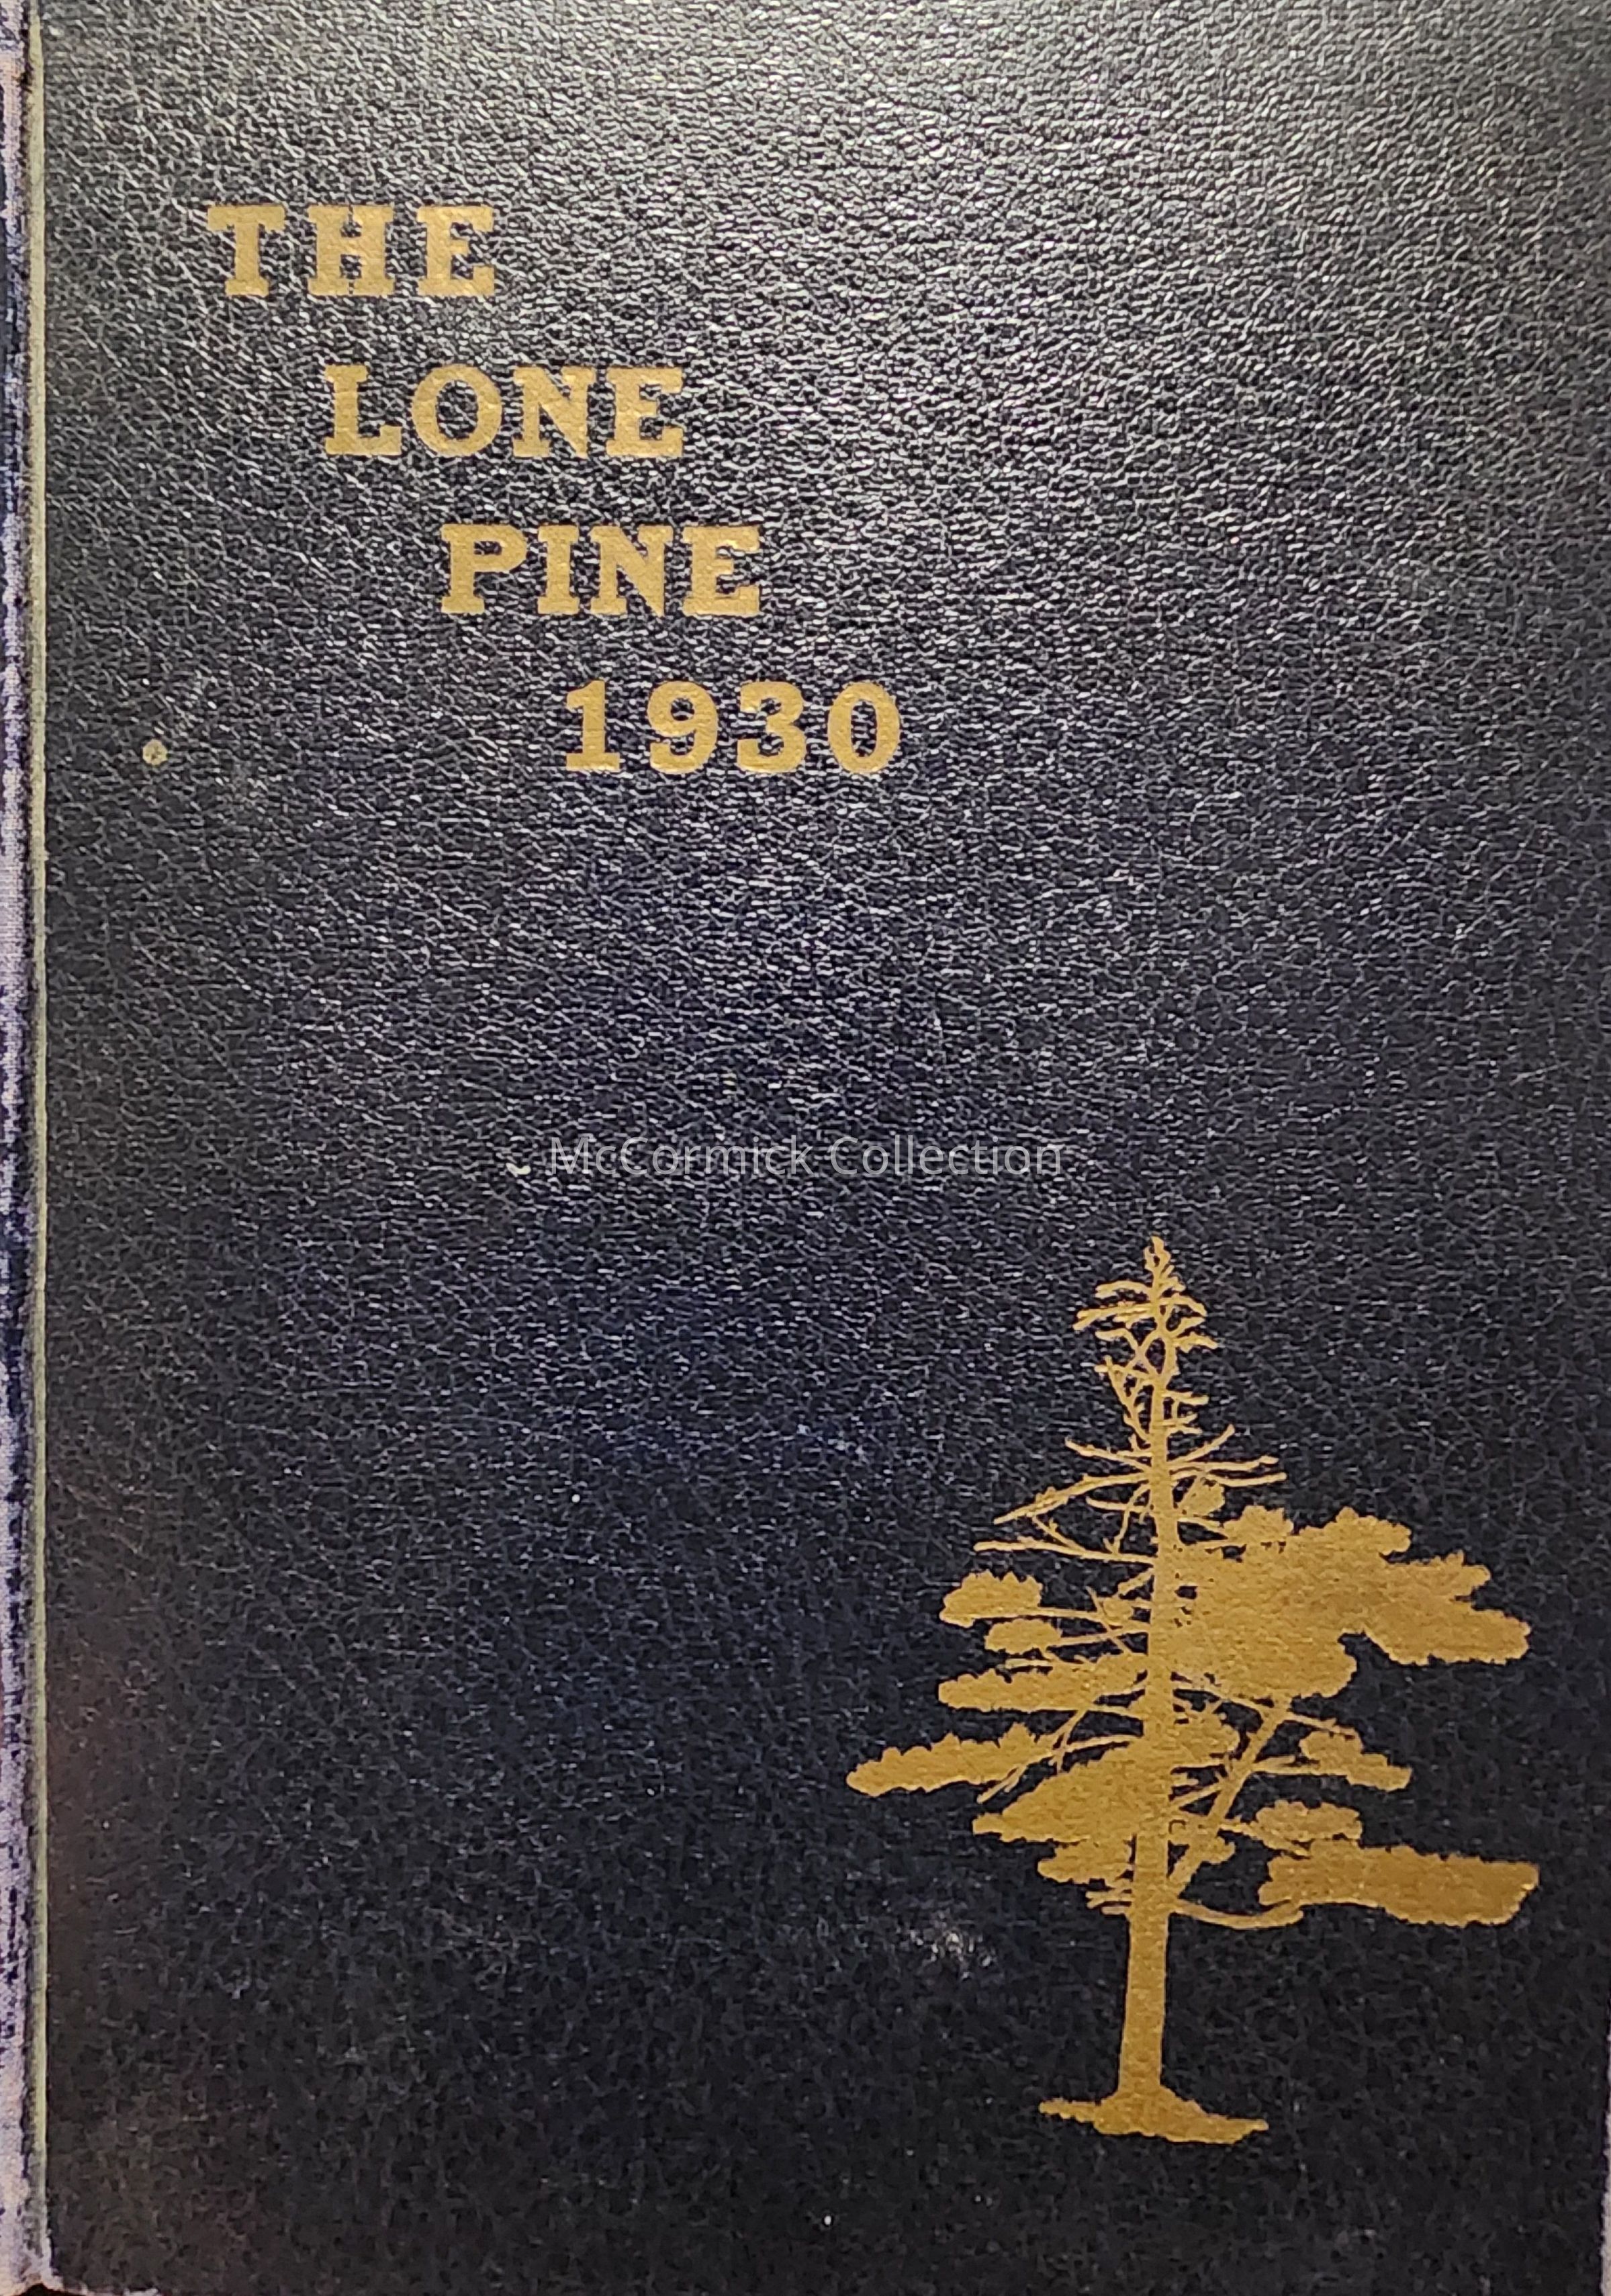 THE
LONE
PINE
1930
McCormick Collection